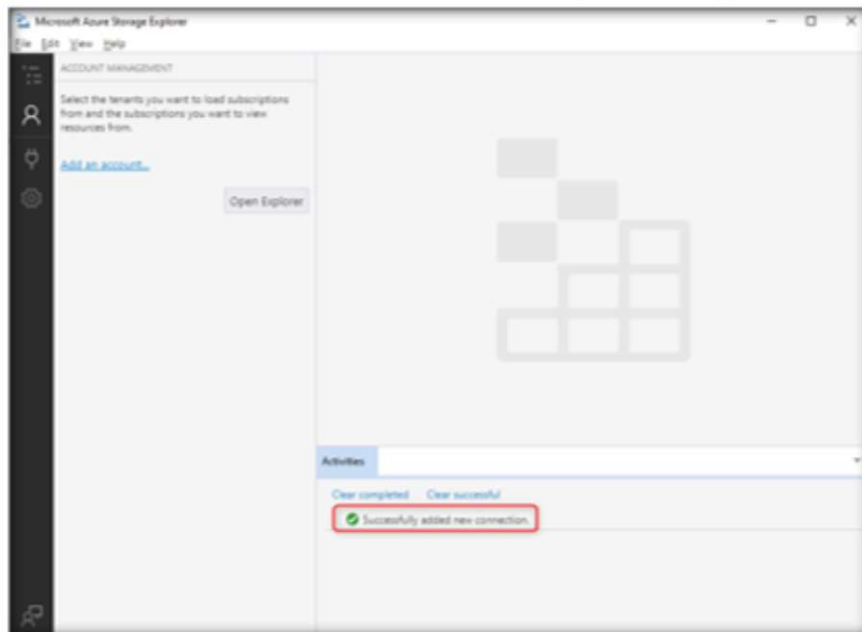 Microsoft Azure Storage Explorer
File Edit View Help
ACCOUNT MANAGEMENT
Select the tenants you want to load subscriptions
from and the subscriptions you want to view
resources from.
Add an account...
Open Explorer
Activities
Clear completed Clear successful
Successfully added new connection.